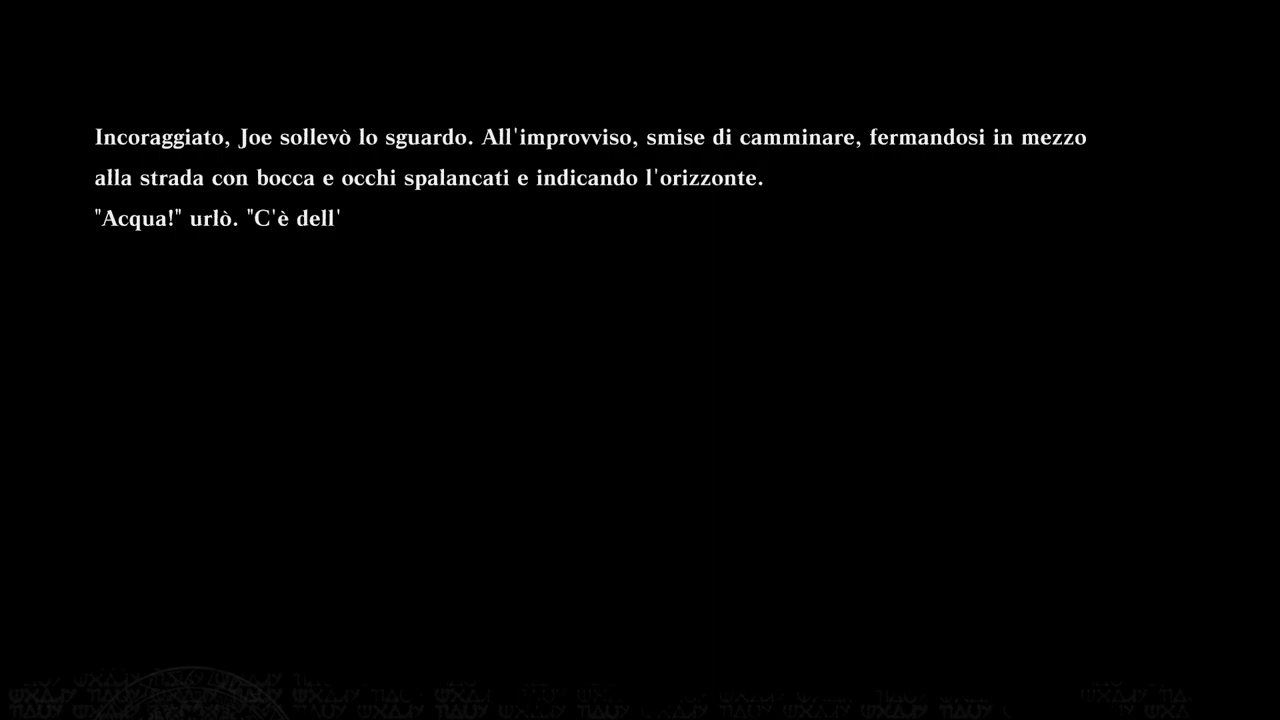 Incoraggiato, Joe sollevò lo sguardo. All'improvviso, smise di camminare, fermandosi in mezzo
alla strada con bocca e occhi spalancati e indicando l'orizzonte.
"Acqua!" urlò. "C'è dell'